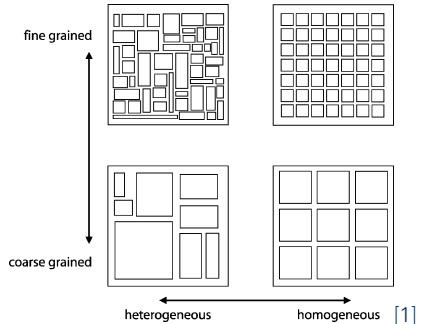 fine grained
coarse grained
heterogeneous
homogeneous
[1]